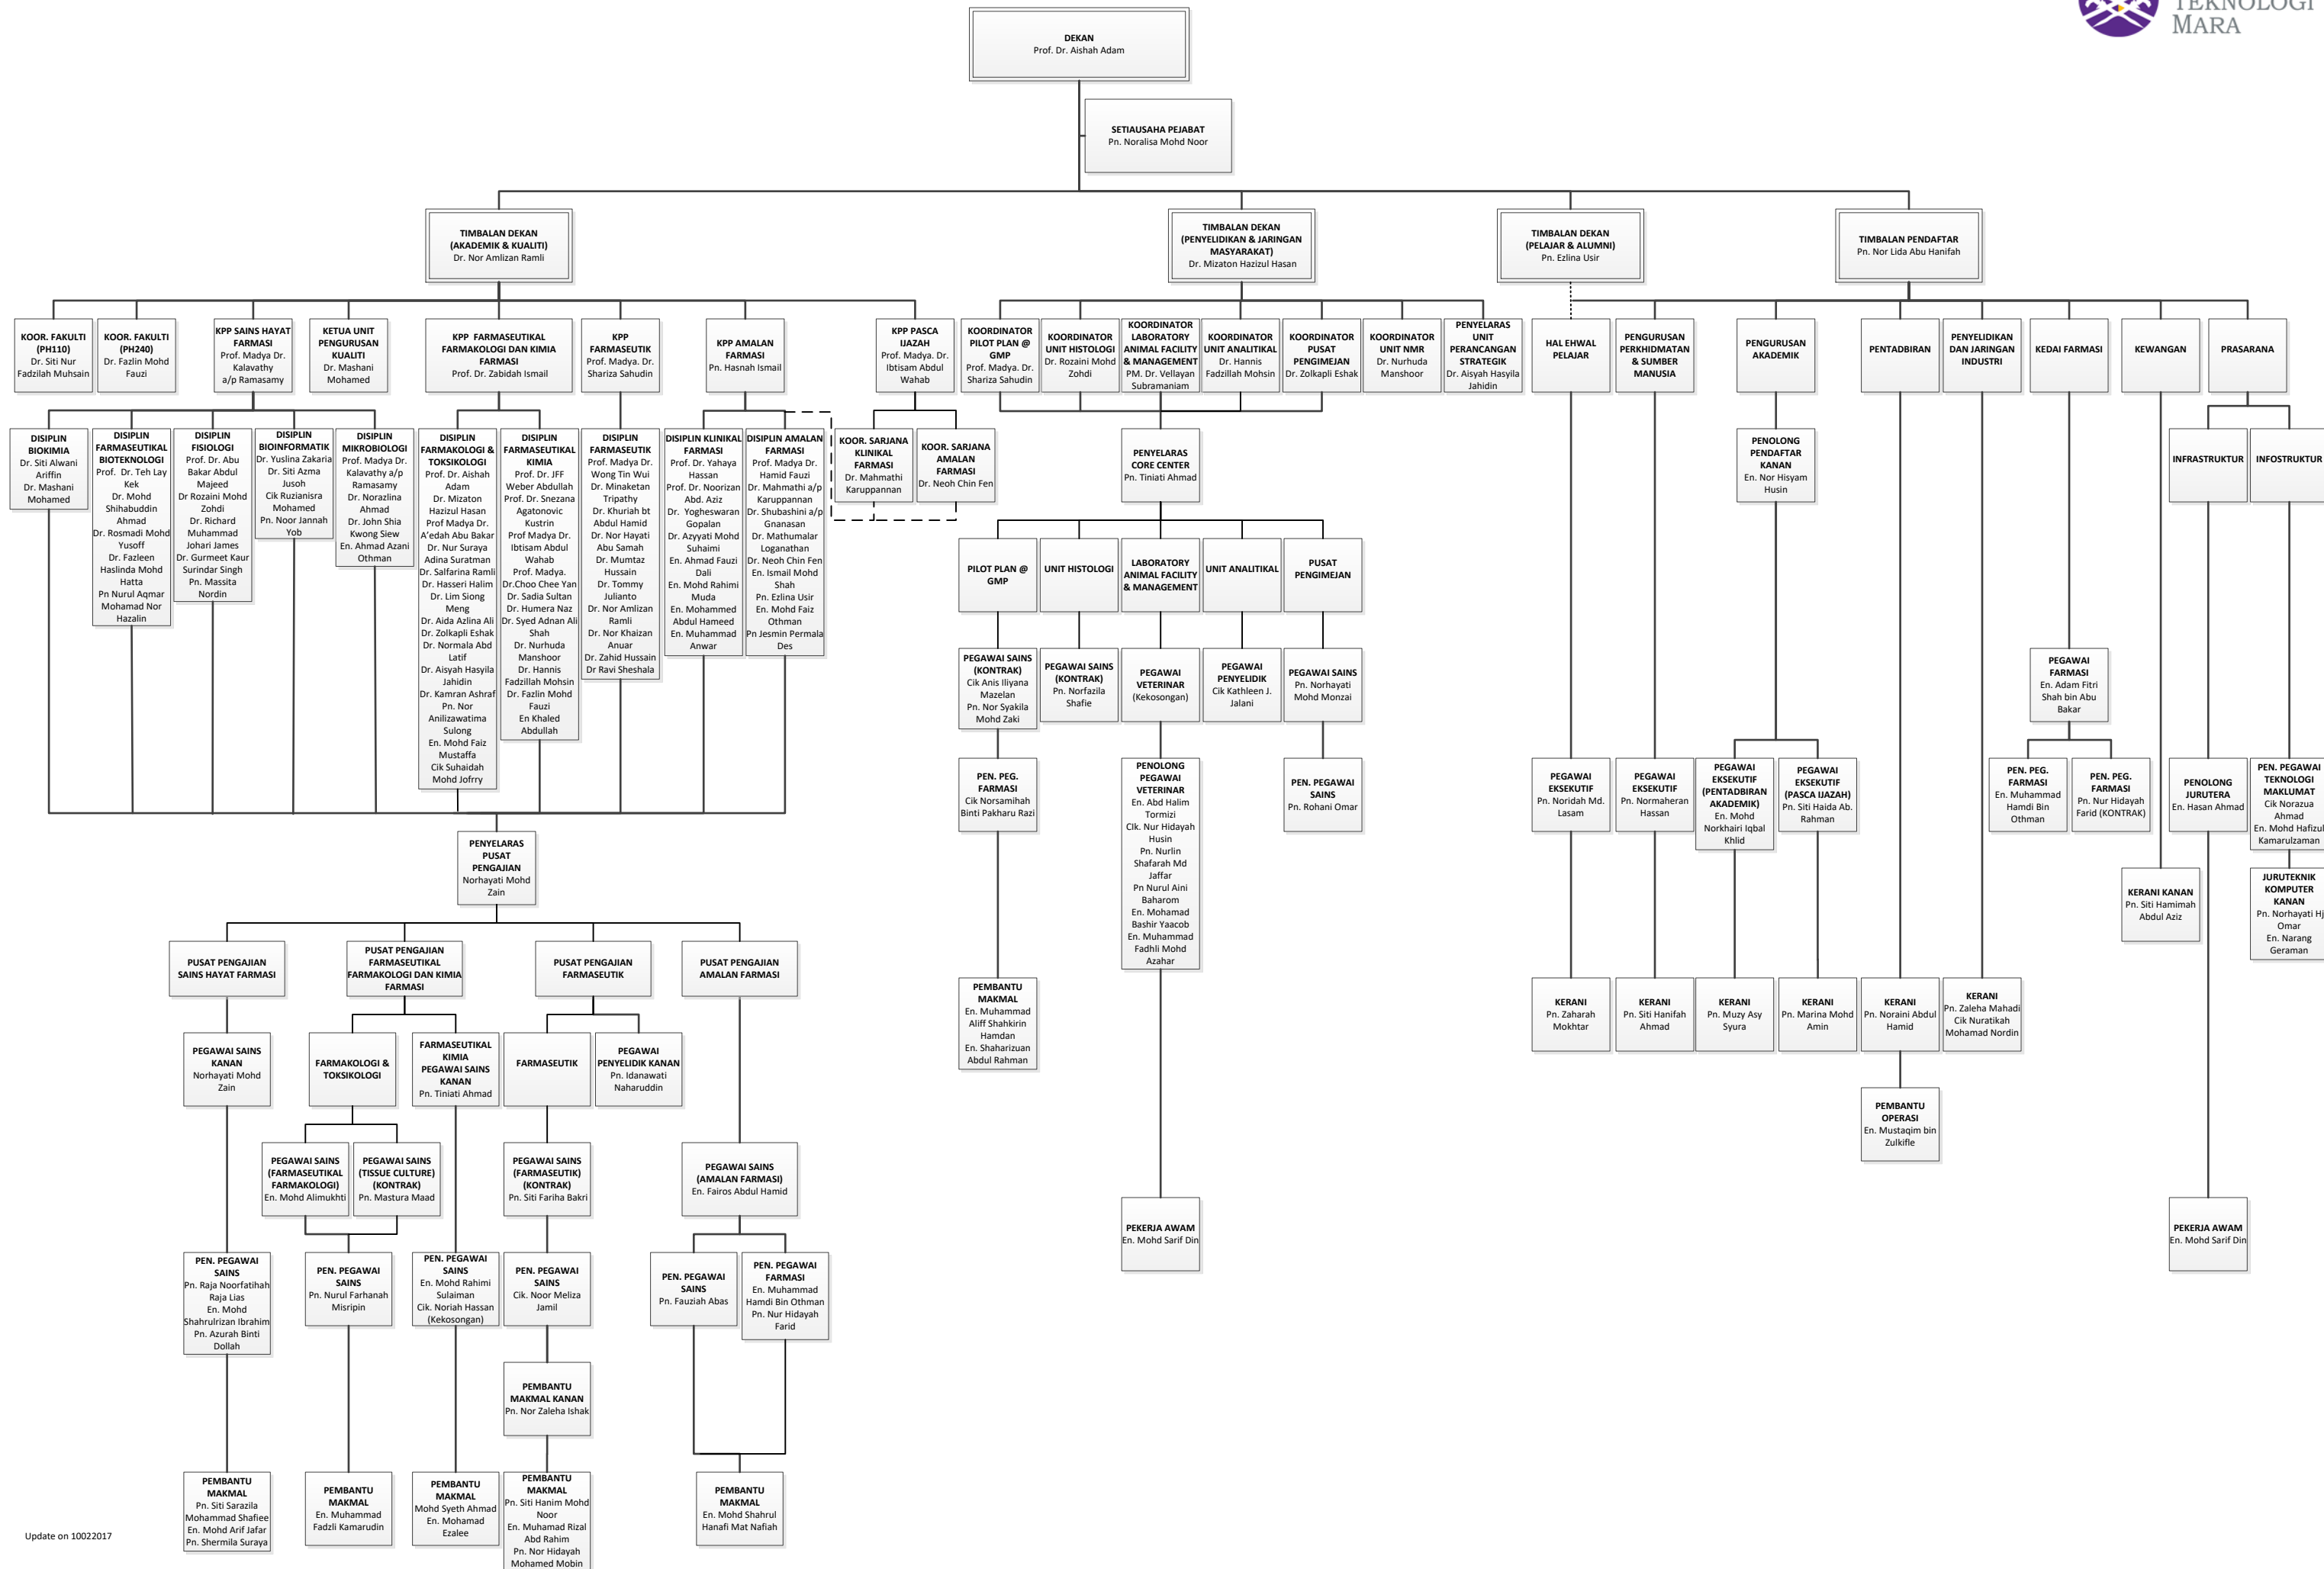 TEKNOLOGI
MARA
DEKAN
Prof. Dr. Aishah Adam
SETIAUSAHA PEJABAT
Pn. Noralisa Mohd Noor
TIMBALAN DEKAN
(AKADEMIK & KUALITI)
Dr. Nor Amlizan Ramli
TIMBALAN DEKAN
(PENYELIDIKAN & JARINGAN
MASYARAKAT)
Dr. Mizaton Hazizul Hasan
TIMBALAN DEKAN
(PELAJAR & ALUMNI)
Pn. Ezlina Usir
TIMBALAN PENDAFTAR
Pn. Nor Lida Abu Hanifah
KOOR. FAKULTI
(PH110)
Dr. Siti Nur
Fadzilah Muhsain
KOOR. FAKULTI
(PH240)
Dr. Fazlin Mohd
Fauzi
KPP SAINS HAYAT
FARMASI
Prof. Madya Dr.
Kalavathy
a/p Ramasamy
KETUA UNIT
PENGURUSAN
KUALITI
Dr. Mashani
Mohamed
KPP FARMASEUTIKAL
FARMAKOLOGI DAN KIMIA
FARMASI
Prof. Dr. Zabidah Ismail
KPP
FARMASEUTIK
Prof. Madya. Dr.
Shariza Sahudin
KPP AMALAN
FARMASI
Pn. Hasnah Ismail
KPP PASCA
IJAZAH
Prof. Madya. Dr.
Ibtisam Abdul
Wahab
KOORDINATOR
PILOT PLAN @
GMP
Prof. Madya. Dr.
Shariza Sahudin
KOORDINATOR
UNIT HISTOLOGI
Dr. Rozaini Mohd
Zohdi
KOORDINATOR
LABORATORY
ANIMAL FACILITY
& MANAGEMENT
PM. Dr. Vellayan
Subramaniam
KOORDINATOR
UNIT ANALITIKAL
Dr. Hannis
Fadzillah Mohsin
KOORDINATOR
PUSAT
PENGIMEJAN
Dr. Zolkapli Eshak
KOORDINATOR
UNIT NMR
Dr. Nurhuda
Manshoor
PENYELARAS
UNIT
PERANCANGAN
STRATEGIK
Dr. Aisyah Hasyila
Jahidin
HAL EHWAL
PELAJAR
PENGURUSAN
PERKHIDMATAN
& SUMBER
MANUSIA
PENGURUSAN
AKADEMIK
PENTADBIRAN
PENYELIDIKAN
DAN JARINGAN
INDUSTRI
KEDAI FARMASI
KEWANGAN
PRASARANA
DISIPLIN
BIOKIMIA
Dr. Siti Alwani
Ariffin
Dr. Mashani
Mohamed
DISIPLIN
FARMASEUTIKAL
BIOTEKNOLOGI
Prof. Dr. Teh Lay
Kek
Dr. Mohd
Shihabuddin
Ahmad
Dr. Rosmadi Mohd
Yusoff
Dr. Fazleen
Haslinda Mohd
Hatta
Pn Nurul Aqmar
Mohamad Nor
Hazalin
DISIPLIN
FISIOLOGI
Prof. Dr. Abu
Bakar Abdul
Majeed
Dr Rozaini Mohd
Zohdi
Dr. Richard
Muhammad
Johari James
Dr. Gurmeet Kaur
Surindar Singh
Pn. Massita
Nordin
DISIPLIN
BIOINFORMATIK
Dr. Yuslina Zakaria
Dr. Siti Azma
Jusoh
Cik Ruzianisra
Mohamed
Pn. Noor Jannah
Yob
DISIPLIN
MIKROBIOLOGI
Prof. Madya Dr.
Kalavathy a/p
Ramasamy
Dr. Norazlina
Ahmad
Dr. John Shia
Kwong Siew
En. Ahmad Azani
Othman
DISIPLIN
FARMAKOLOGI &
TOKSIKOLOGI
Prof. Dr. Aishah
Adam
Dr. Mizaton
Hazizul Hasan
Prof Madya Dr.
A'edah Abu Bakar
Dr. Nur Suraya
Adina Suratman
Dr. Salfarina Ramli
Dr. Hasseri Halim
Dr. Lim Siong
Meng
Dr. Aida Azlina Ali
Dr. Zolkapli Eshak
Dr. Normala Abd
Latif
Dr. Aisyah Hasyila
Jahidin
Dr. Kamran Ashraf
Pn. Nor
Anilizawatima
Sulong
En. Mohd Faiz
Mustaffa
Cik Suhaidah
Mohd Jofrry
DISIPLIN
FARMASEUTIKAL
KIMIA
Prof. Dr. JFF
Weber Abdullah
Prof. Dr. Snezana
Agatonovic
Kustrin
Prof Madya Dr.
Ibtisam Abdul
Wahab
Prof. Madya.
Dr.Choo Chee Yan
Dr. Sadia Sultan
Dr. Humera Naz
Dr. Syed Adnan Ali
Shah
Dr. Nurhuda
Manshoor
Dr. Hannis
Fadzillah Mohsin
Dr. Fazlin Mohd
Fauzi
En Khaled
Abdullah
DISIPLIN
FARMASEUTIK
Prof. Madya Dr.
Wong Tin Wui
Dr. Minaketan
Tripathy
Dr. Khuriah bt
Abdul Hamid
Dr. Nor Hayati
Abu Samah
Dr. Mumtaz
Hussain
Dr. Tommy
Julianto
Dr. Nor Amlizan
Ramli
Dr. Nor Khaizan
Anuar
Dr. Zahid Hussain
Dr Ravi Sheshala
DISIPLIN KLINIKAL
FARMASI
Prof. Dr. Yahaya
Hassan
Prof. Dr. Noorizan
Abd. Aziz
Dr. Yogheswaran
Gopalan
Dr. Azyyati Mohd
Suhaimi
En. Ahmad Fauzi
Dali
En. Mohd Rahimi
Muda
En. Mohammed
Abdul Hameed
En. Muhammad
Anwar
DISIPLIN AMALAN
FARMASI
Prof. Madya Dr.
Hamid Fauzi
Dr. Mahmathi a/p
Karuppannan
Dr. Shubashini a/p
Gnanasan
Dr. Mathumalar
Loganathan
Dr. Neoh Chin Fen
En. Ismail Mohd
Shah
Pn. Ezlina Usir
En. Mohd Faiz
Othman
Pn Jesmin Permala
Des
KOOR. SARJANA
KLINIKAL
FARMASI
Dr. Mahmathi
Karuppannan
KOOR. SARJANA
AMALAN
FARMASI
Dr. Neoh Chin Fen
PENYELARAS
CORE CENTER
Pn. Tiniati Ahmad
PENOLONG
PENDAFTAR
KANAN
En. Nor Hisyam
Husin
INFRASTRUKTUR
INFOSTRUKTUR
PILOT PLAN @
GMP
UNIT HISTOLOGI
LABORATORY
ANIMAL FACILITY
& MANAGEMENT
UNIT ANALITIKAL
PUSAT
PENGIMEJAN
PEGAWAI SAINS
(KONTRAK)
Cik Anis Iliyana
Mazelan
Pn. Nor Syakila
Mohd Zaki
PEGAWAI SAINS
(KONTRAK)
Pn. Norfazila
Shafie
PEGAWAI
VETERINAR
(Kekosongan)
PEGAWAI
PENYELIDIK
Cik Kathleen J.
Jalani
PEGAWAI SAINS
Pn. Norhayati
Mohd Monzai
PEGAWAI
FARMASI
En. Adam Fitri
Shah bin Abu
Bakar
PEN. PEG.
FARMASI
Cik Norsamihah
Binti Pakharu Razi
PENOLONG
PEGAWAI
VETERINAR
En. Abd Halim
Tormizi
CIk. Nur Hidayah
Husin
Pn. Nurlin
Shafarah Md
Jaffar
Pn Nurul Aini
Baharom
En. Mohamad
Bashir Yaacob
En. Muhammad
Fadhli Mohd
Azahar
PEN. PEGAWAI
SAINS
Pn. Rohani Omar
PEGAWAI
EKSEKUTIF
Pn. Noridah Md.
Lasam
PEGAWAI
EKSEKUTIF
Pn. Normaheran
Hassan
PEGAWAI
EKSEKUTIF
(PENTADBIRAN
AKADEMIK)
En. Mohd
Norkhairi Iqbal
Khlid
PEGAWAI
EKSEKUTIF
(PASCA IJAZAH)
Pn. Siti Haida Ab.
Rahman
PEN. PEG.
FARMASI
En. Muhammad
Hamdi Bin
Othman
PEN. PEG.
FARMASI
Pn. Nur Hidayah
Farid (KONTRAK)
PENOLONG
JURUTERA
En. Hasan Ahmad
PEN. PEGAWAI
TEKNOLOGI
MAKLUMAT
Cik Norazua
Ahmad
En. Mohd Hafizul
Kamarulzaman
PENYELARAS
PUSAT
PENGAJIAN
Norhayati Mohd
Zain
KERANI KANAN
Pn. Siti Hamimah
Abdul Aziz
JURUTEKNIK
KOMPUTER
KANAN
Pn. Norhayati Hj
Omar
En. Narang
Geraman
PUSAT PENGAJIAN
SAINS HAYAT FARMASI
PUSAT PENGAJIAN
FARMASEUTIKAL
FARMAKOLOGI DAN KIMIA
FARMASI
PUSAT PENGAJIAN
FARMASEUTIK
PUSAT PENGAJIAN
AMALAN FARMASI
PEMBANTU
MAKMAL
En. Muhammad
Aliff Shahkirin
Hamdan
En. Shaharizuan
Abdul Rahman
KERANI
Pn. Zaharah
Mokhtar
KERANI
Pn. Siti Hanifah
Ahmad
KERANI
Pn. Muzy Asy
Syura
KERANI
Pn. Marina Mohd
Amin
KERANI
Pn. Noraini Abdul
Hamid
KERANI
Pn. Zaleha Mahadi
Cik Nuratikah
Mohamad Nordin
PEGAWAI SAINS
KANAN
Norhayati Mohd
Zain
FARMAKOLOGI &
TOKSIKOLOGI
FARMASEUTIKAL
KIMIA
PEGAWAI SAINS
KANAN
Pn. Tiniati Ahmad
FARMASEUTIK
PEGAWAI
PENYELIDIK KANAN
Pn. Idanawati
Naharuddin
PEMBANTU
OPERASI
En. Mustaqim bin
Zulkifle
PEGAWAI SAINS
(FARMASEUTIKAL
FARMAKOLOGI)
En. Mohd Alimukhti
PEGAWAI SAINS
(TISSUE CULTURE)
(KONTRAK)
Pn. Mastura Maad
PEGAWAI SAINS
(FARMASEUTIK)
(KONTRAK)
Pn. Siti Fariha Bakri
PEGAWAI SAINS
(AMALAN FARMASI)
En. Fairos Abdul Hamid
PEKERJA AWAM
En. Mohd Sarif Din
PEKERJA AWAM
En. Mohd Sarif Din
PEN. PEGAWAI
SAINS
Pn. Raja Noorfatihah
Raja Lias
En. Mohd
Shahrulrizan Ibrahim
Pn. Azurah Binti
Dollah
PEN. PEGAWAI
SAINS
Pn. Nurul Farhanah
Misripin
PEN. PEGAWAI
SAINS
En. Mohd Rahimi
Sulaiman
Cik. Noriah Hassan
(Kekosongan)
PEN. PEGAWAI
SAINS
Cik. Noor Meliza
Jamil
PEN. PEGAWAI
SAINS
Pn. Fauziah Abas
PEN. PEGAWAI
FARMASI
En. Muhammad
Hamdi Bin Othman
Pn. Nur Hidayah
Farid
PEMBANTU
MAKMAL KANAN
Pn. Nor Zaleha Ishak
PEMBANTU
MAKMAL
Pn. Siti Sarazila
Mohammad Shafiee
En. Mohd Arif Jafar
Pn. Shermila Suraya
PEMBANTU
MAKMAL
En. Muhammad
Fadzli Kamarudin
PEMBANTU
MAKMAL
Mohd Syeth Ahmad
En. Mohamad
Ezalee
PEMBANTU
MAKMAL
Pn. Siti Hanim Mohd
Noor
En. Muhamad Rizal
Abd Rahim
Pn. Nor Hidayah
Mohamed Mobin
PEMBANTU
MAKMAL
En. Mohd Shahrul
Hanafi Mat Nafiah
Update on 10022017